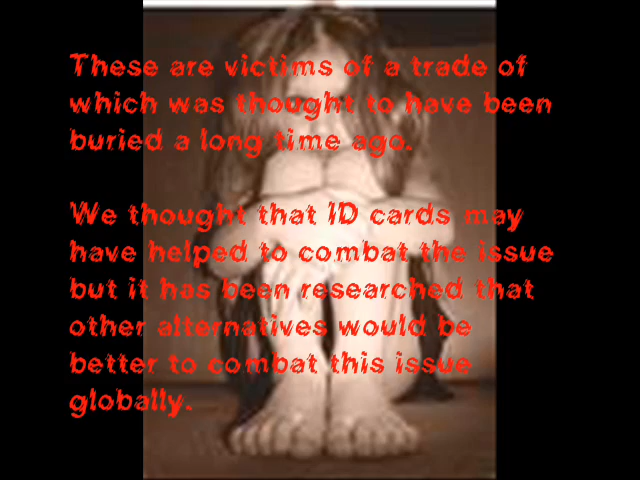 These are victims of a trade of
which was thought to have been
buried a long time ago.
We thought that ID cards may
have helped to combat the issue
but it has been researched that
other alternatives would be
better to combat this issue
globally.